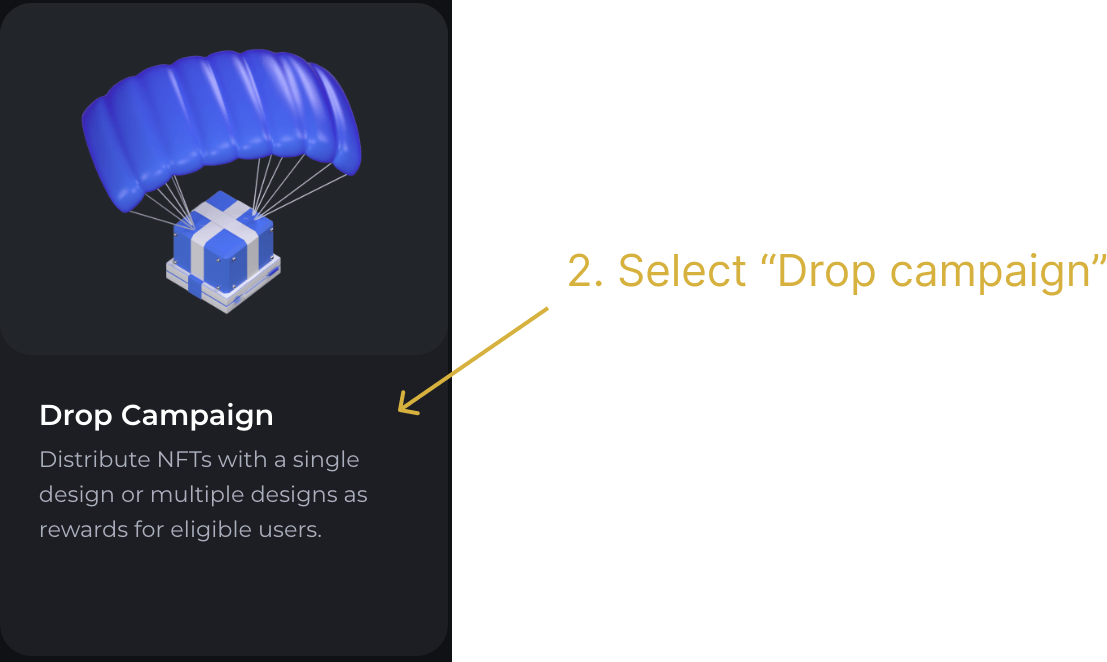 2. Select “Drop campaign”
Drop Campaign
Distribute NFTs with a single
design or multiple designs as
rewards for eligible users.